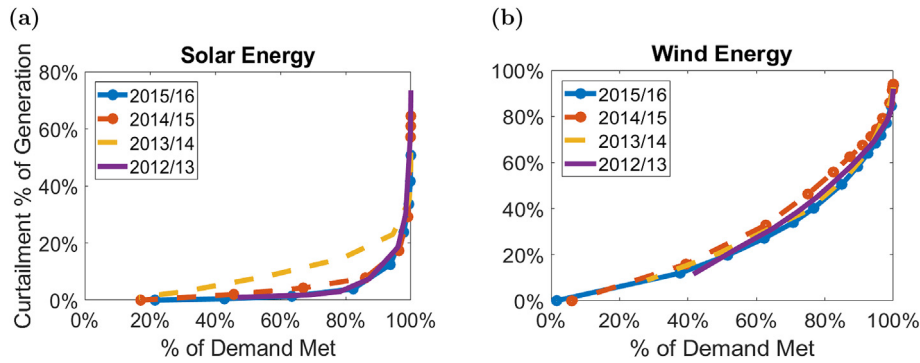 (a)
Solar Energy
Curtailment % of Generation
80%
60%
40%
20%
0%
2015/16
2014/15
2013/14
2012/13
0% 20% 40% 60% 80% 100%
% of Demand Met
(b)
Wind Energy
100%
80%
60%
40%
20%
0%
2015/16
2014/15
2013/14
2012/13
0% 20% 40% 60% 80% 100%
% of Demand Met